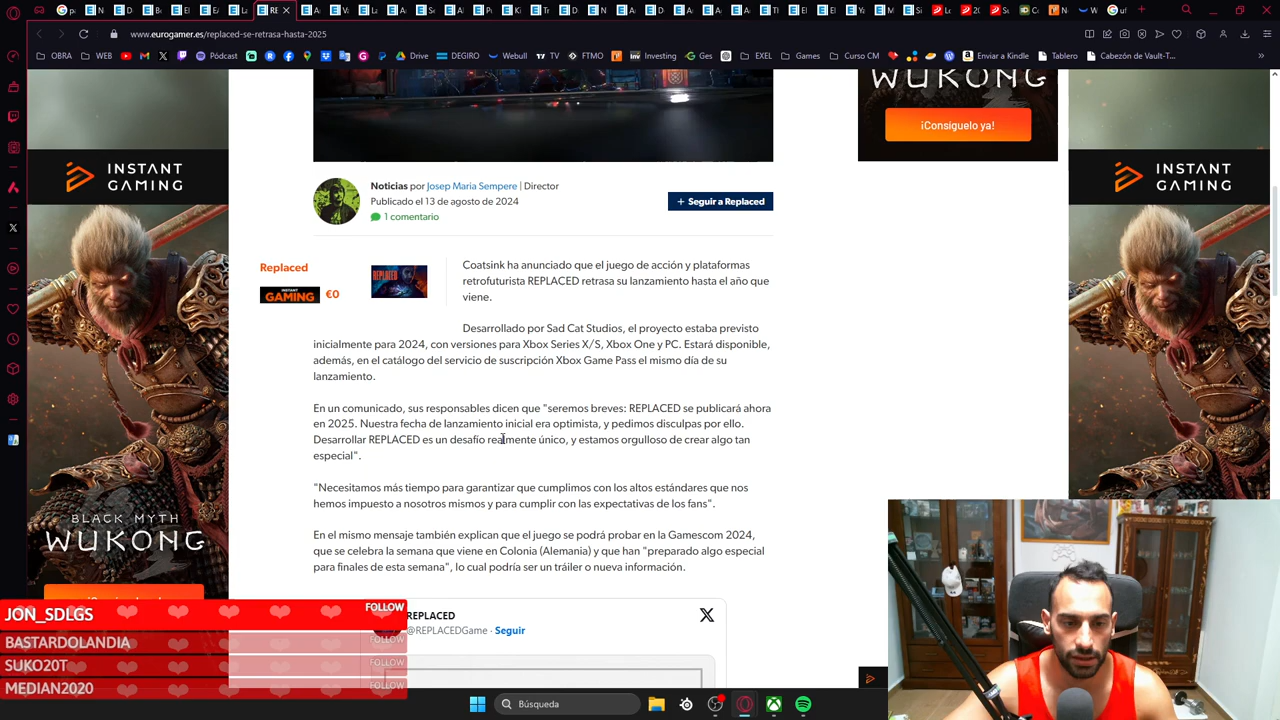 RE
www.eurogamer.es/replaced-se-retrasa-hasta-2025
OBRA
WEB
Pódcast
Drive
DEGIRO
Webull
TV
FTMO
Investing
Ges
EXEL
Games
Curso CM
Enviar a Kindle
Tablero
Cabezón de Vault-T...
WUKONG
¡Consíguelo ya!
INSTANT
GAMING
INSTANT
GAMING
Noticias por Josep Maria Sempere | Director
Publicado el 13 de agosto de 2024
1 comentario
+ Seguir a Replaced
Replaced
REPLACED
INSTANT
GAMING €0
Coatsink ha anunciado que el juego de acción y plataformas
retrofuturista REPLACED retrasa su lanzamiento hasta el año que
viene.
Desarrollado por Sad Cat Studios, el proyecto estaba previsto
inicialmente para 2024, con versiones para Xbox Series X/S, Xbox One y PC. Estará disponible,
además, en el catálogo del servicio de suscripción Xbox Game Pass el mismo día de su
lanzamiento.
En un comunicado, sus responsables dicen que "seremos breves: REPLACED se publicará ahora
en 2025. Nuestra fecha de lanzamiento inicial era optimista, y pedimos disculpas por ello.
Desarrollar REPLACED es un desafío realmente único, y estamos orgulloso de crear algo tan
especial".
"Necesitamos más tiempo para garantizar que cumplimos con los altos estándares que nos
hemos impuesto a nosotros mismos y para cumplir con las expectativas de los fans".
En el mismo mensaje también explican que el juego se podrá probar en la Gamescom 2024,
que se celebra la semana que viene en Colonia (Alemania) y que han "preparado algo especial
para finales de esta semana", lo cual podría ser un tráiler o nueva información.
BLACK MYTH
WUKONG
BLACK MYTH
REPLACED
@REPLACEDGame · Seguir
JON_SDLGS FOLLOW
BASTARDOLANDIA FOLLOW
SUKO20T FOLLOW
MEDIAN2020 FOLLOW
Búsqueda